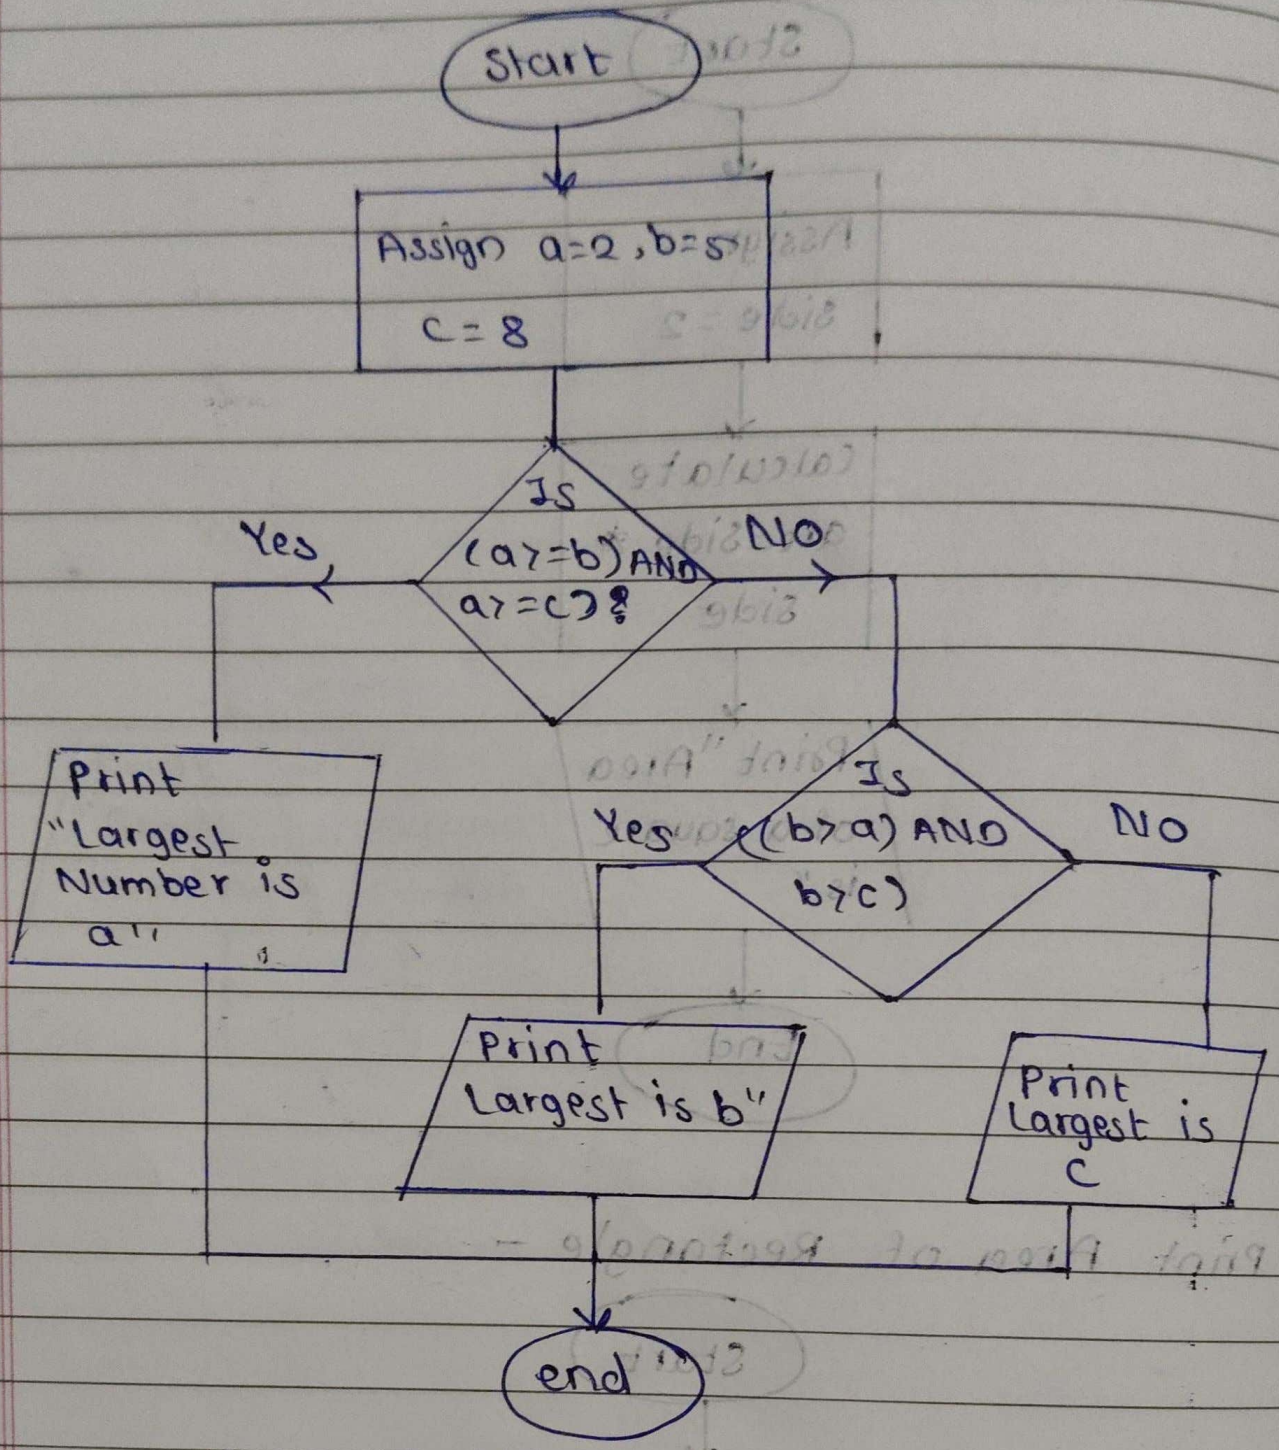 Start
Assign a=2, b=5
C = 8
Is
(a>=b) AND
a>=c)?
Yes
NO
Print
"Largest
Number is
a"
Is
((b>a) AND
b>c)
Yes
NO
Print
Largest is b"
Print
Largest is
C
end